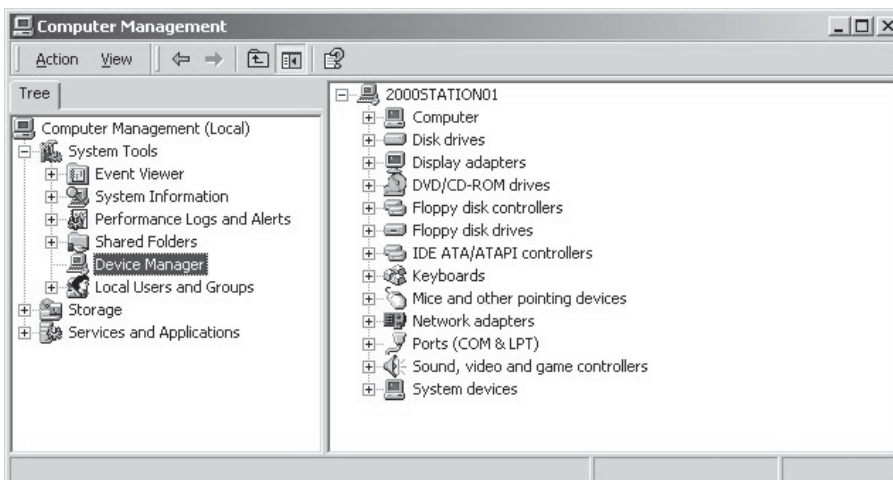 Computer Management
Action View
Tree
Computer Management (Local)
System Tools
Event Viewer
System Information
Performance Logs and Alerts
Shared Folders
Device Manager
Local Users and Groups
Storage
Services and Applications
2000STATION01
Computer
Disk drives
Display adapters
DVD/CD-ROM drives
Floppy disk controllers
Floppy disk drives
IDE ATA/ATAPI controllers
Keyboards
Mice and other pointing devices
Network adapters
Ports (COM & LPT)
Sound, video and game controllers
System devices